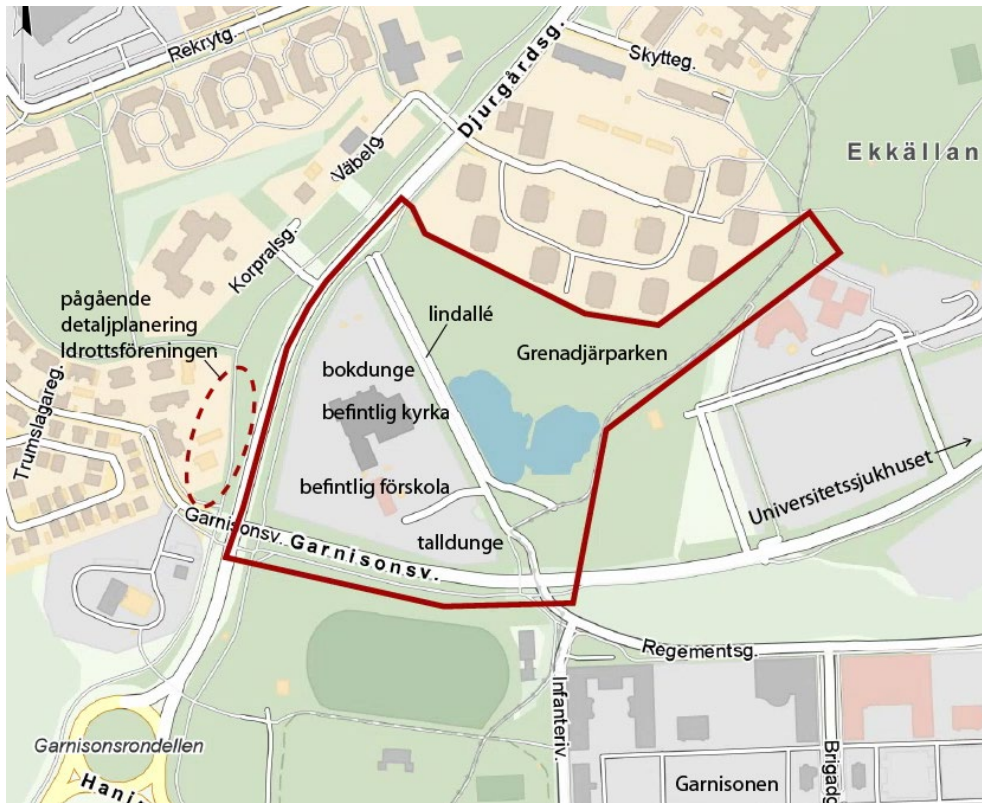 Rekrytg.
Djurgårdsg.
Skytteg.
Ekkällan
Väbelg.
Korpralsg.
pågående
detaljplanering
Idrottsföreningen
lindallé
Grenadjärparken
bokdunge
befintlig kyrka
Trumslagareg.
befintlig förskola
Universitetssjukhuset
Garnisonsv.
Garnisonsv.
talldunge
Regementsg.
Infanteriv.
Garnisonsrondellen
Garnisonen